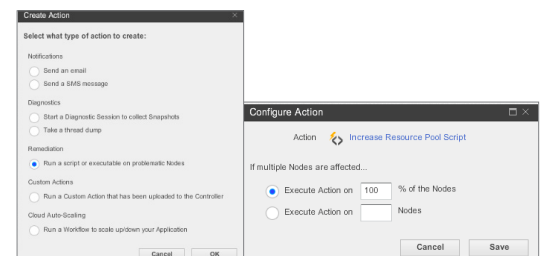 Create Action
Select what type of action to create:
Notifications
Send an email
Send a SMS message
Diagnostics
Start a Diagnostic Session to collect Snapshots
Take a thread dump
Remediation
Run a script or executable on problematic Nodes
Custom Actions
Run a Custom Action that has been uploaded to the Controller
Cloud Auto-Scaling
Run a Workflow to scale up/down your Application
Cancel OK
Configure Action
Action Increase Resource Pool Script
If multiple Nodes are affected...
Execute Action on 100 % of the Nodes
Execute Action on Nodes
Cancel Save